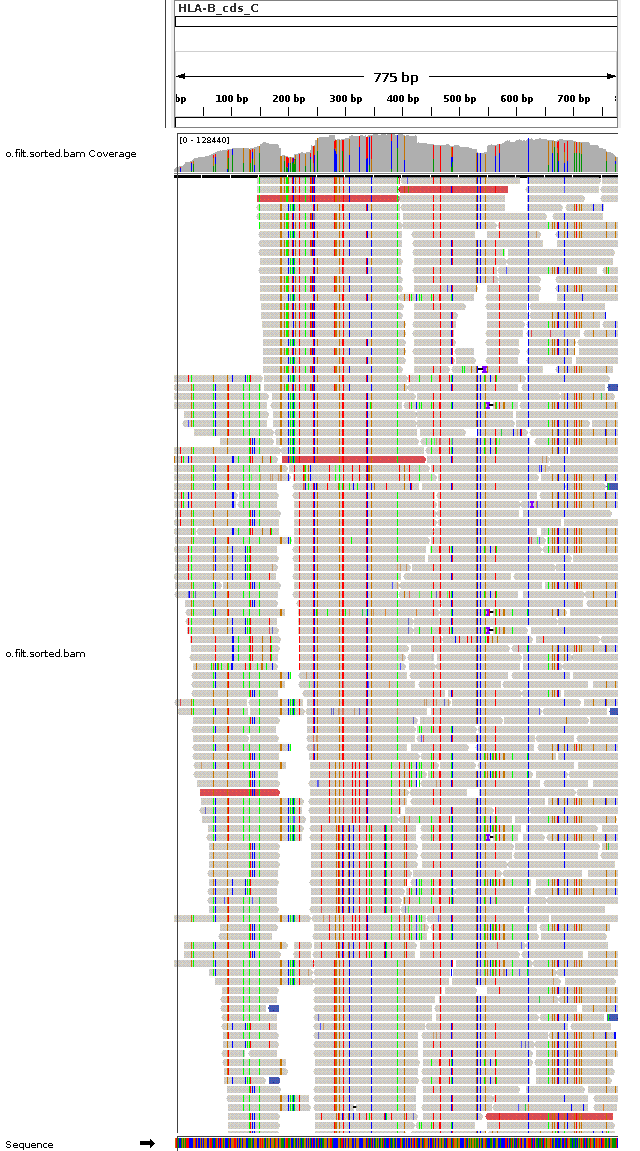 HLA-B_cds_C
775 bp
bp 100 bp 200 bp 300 bp 400 bp 500 bp 600 bp 700 bp
[0 - 128440]
o.filt.sorted.bam Coverage
o.filt.sorted.bam
Sequence